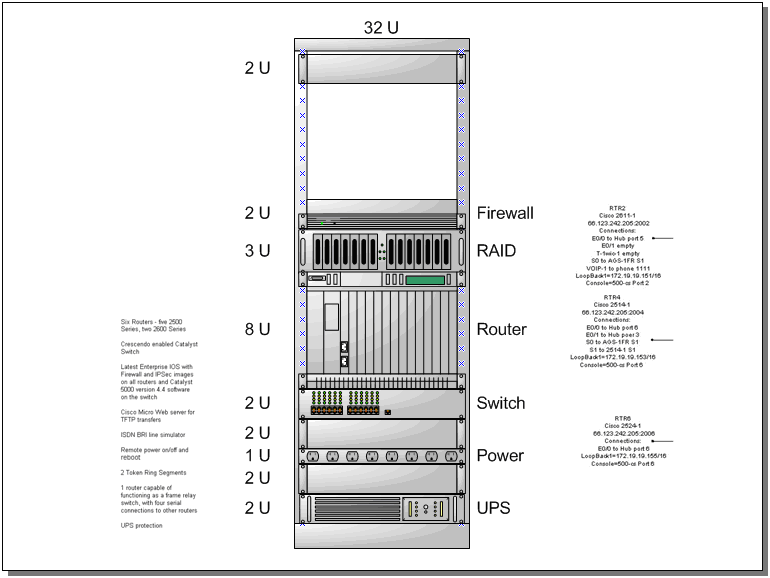 32 U
2 U
2 U
Firewall
3 U
RAID
8 U
Router
2 U
Switch
2 U
1 U
Power
2 U
2 U
UPS
Six Routers - five 2500
Series, two 2600 Series
Crescendo enabled Catalyst
Switch
Latest Enterprise IOS with
Firewall and IPSec images
on all routers and Catalyst
5000 version 4.4 software
on the switch
Cisco Micro Web server for
TFTP transfers
ISDN BRI line simulator
Remote power on/off and
reboot
2 Token Ring Segments
1 router capable of
functioning as a frame relay
switch, with four serial
connections to other routers
UPS protection
RTR2
Cisco 2611-1
66.123.242.205:2002
Connections:
E0/0 to Hub port 5
E0/1 empty
T-1wio 1 empty
S0 to AGS-1FR S1
VOIP-1 to phone 1111
Loopback1=172.19.19.151/16
Console=500-cs Port 2
RTR4
Cisco 2514-1
66.123.242.205:2004
Connections:
E0/0 to Hub port 6
E0/1 to Hub poer 3
S0 to AGS-1FR S1
S1 to 2514-1 S1
LoopBack1=172.19.19.153/16
Console=500-cs Port 6
RTR6
Cisco 2524-1
66.123.242.205:2006
Connections:
E0/0 to Hub port 6
LoopBack1=172.19.19.155/16
Console=500-cs Port 6